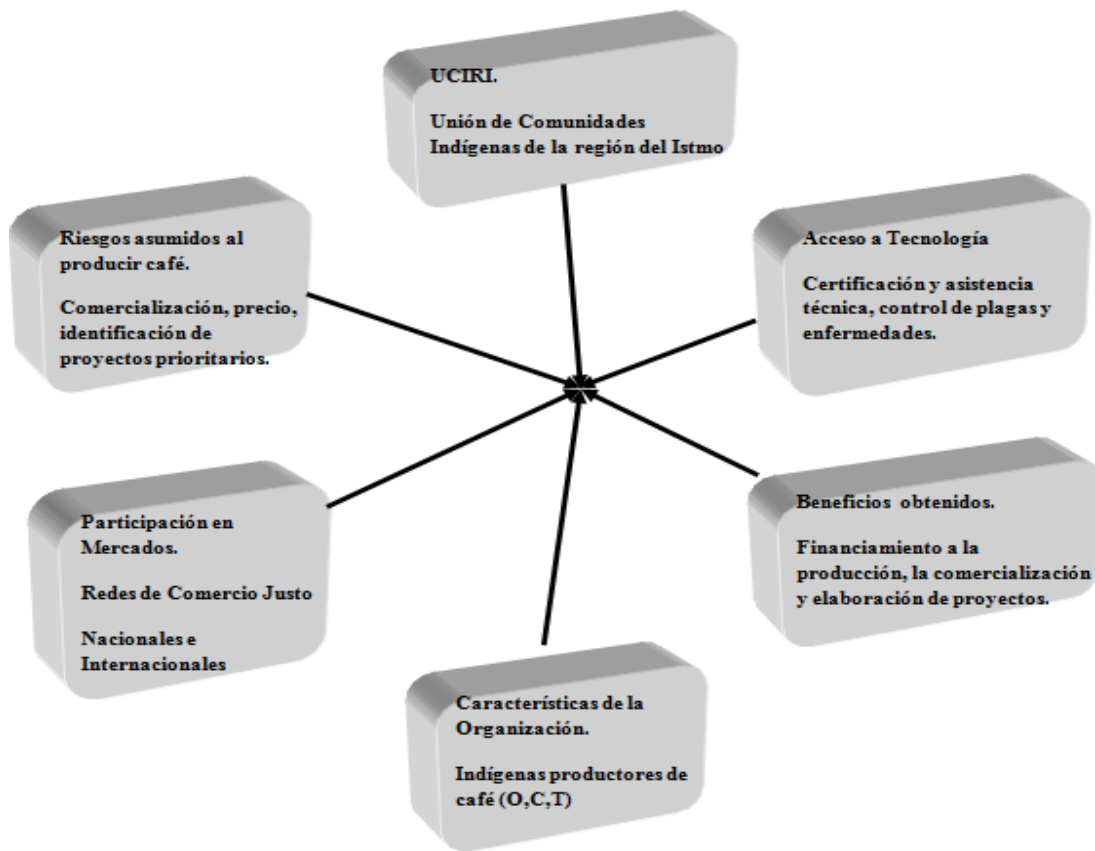 UCIRI.
Unión de Comunidades
Indígenas de la región del Istmo
Riesgos asumidos al
producir café.
Comercialización, precio,
identificación de
proyectos prioritarios.
Acceso a Tecnología
Certificación y asistencia
técnica, control de plagas y
enfermedades.
Participación en
Mercados.
Redes de Comercio Justo
Nacionales e
Internacionales
Beneficios obtenidos.
Financiamiento a la
producción, la comercialización
y elaboración de proyectos.
Características de la
Organización.
Indígenas productores de
café (O,C,T)